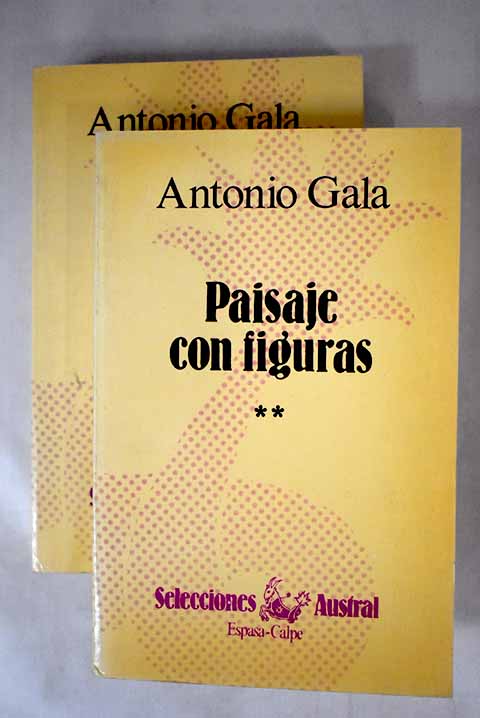 Antonio Gala
Antonio Gala
Paisaje
con figuras
**
Selecciones Austral
Espasa-Calpe